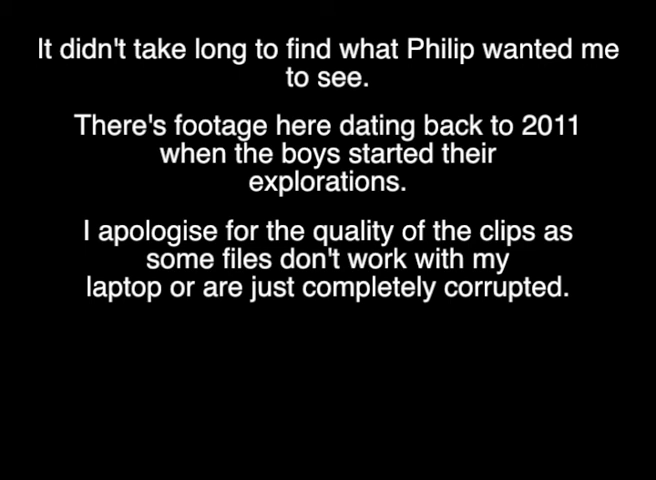 It didn't take long to find what Philip wanted me
to see.
There's footage here dating back to 2011
when the boys started their
explorations.
I apologise for the quality of the clips as
some files don't work with my
laptop or are just completely corrupted.